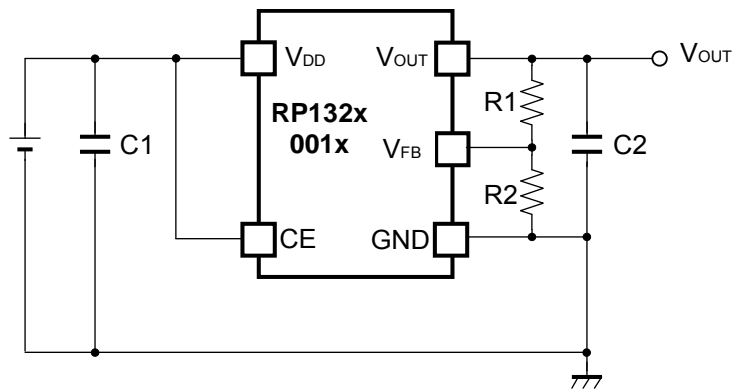 VDD
VOUT
VOUT
R1
RP132x
001x
C1
VFB
C2
R2
CE
GND